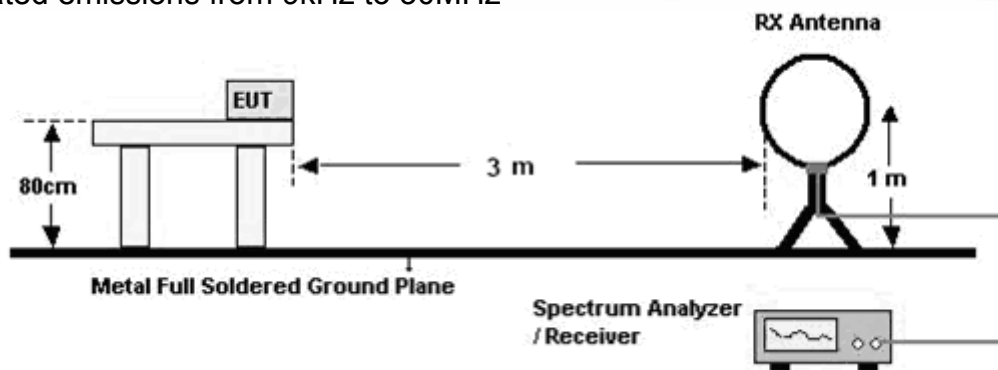 emissions from 9kHz to 30MHz
RX Antenna
EUT
3 m
80cm
1 m
Metal Full Soldered Ground Plane
Spectrum Analyzer
/ Receiver